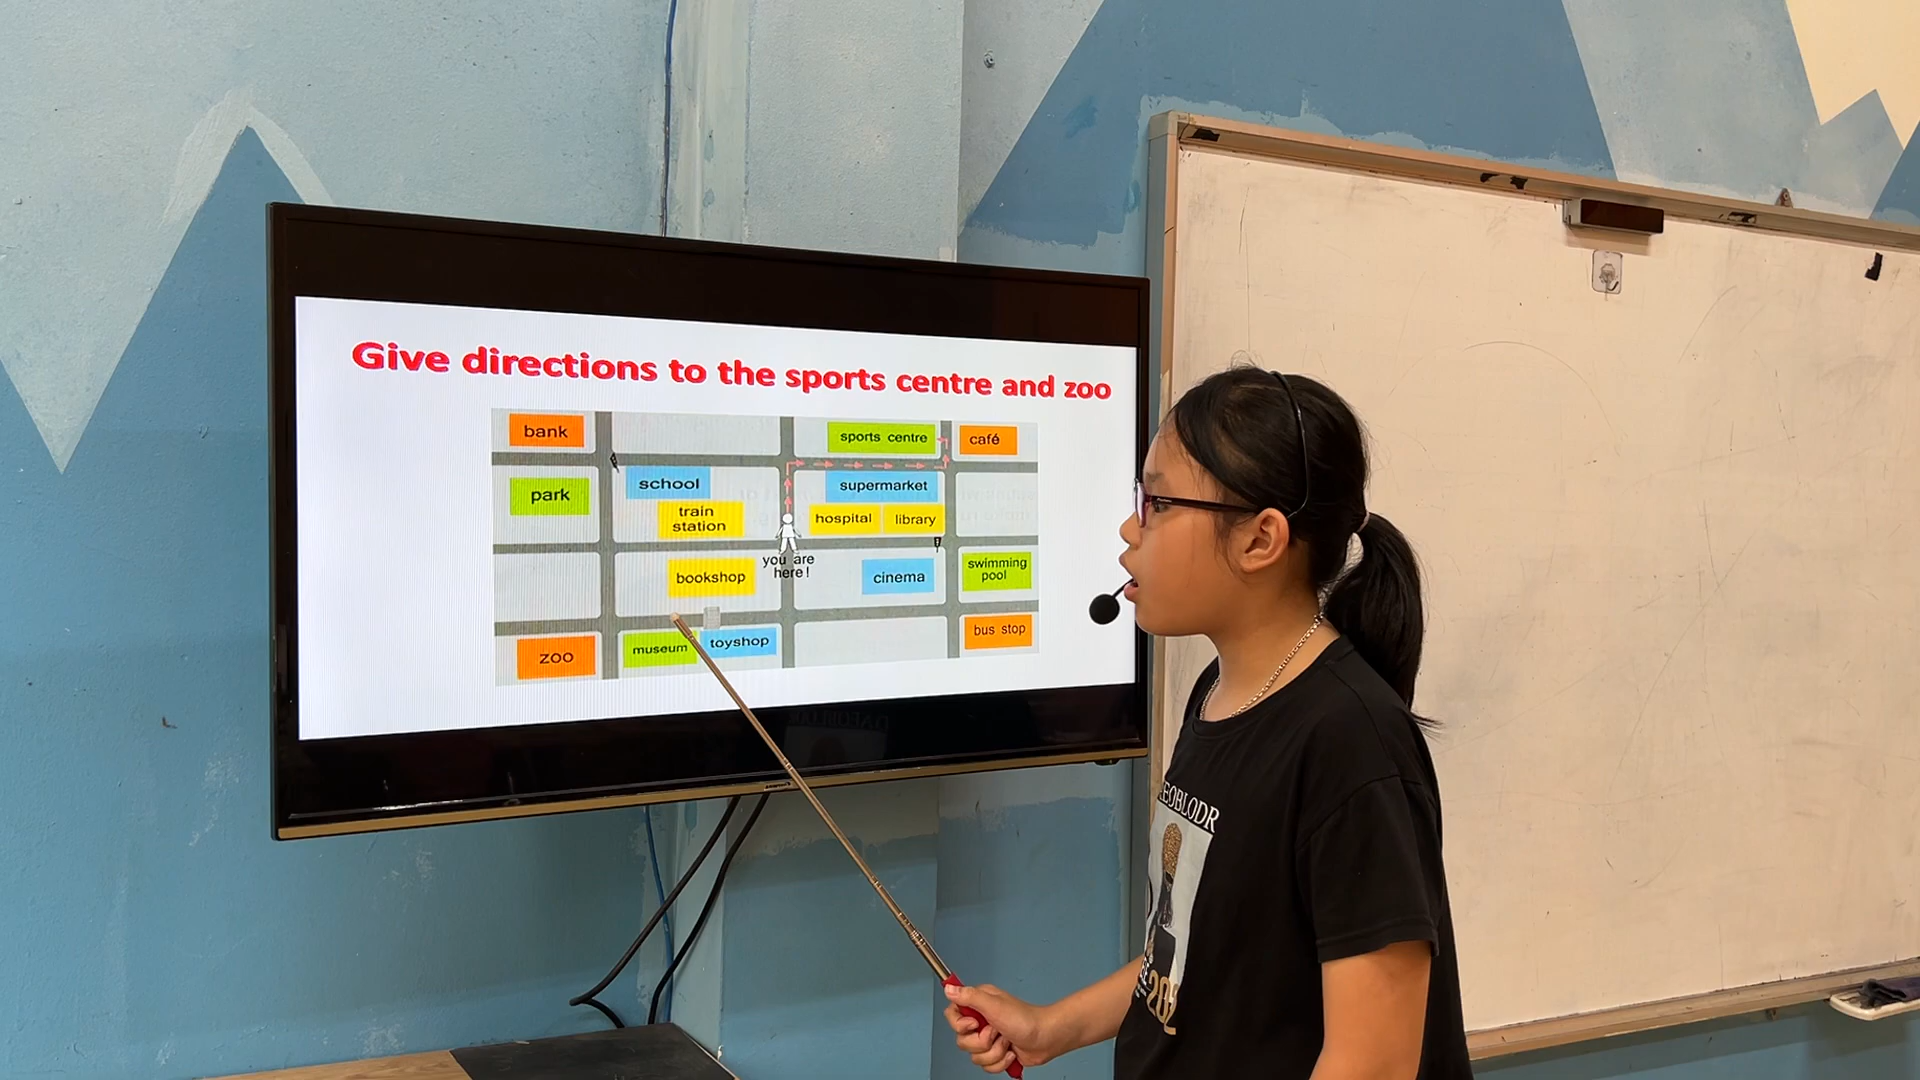 Give directions to the sports centre and zoo
bank
sports centre
café
park
school
supermarket
train
station
hospital
library
you are
here!
bookshop
cinema
swimming
pool
zoo
museum
toyshop
bus stop